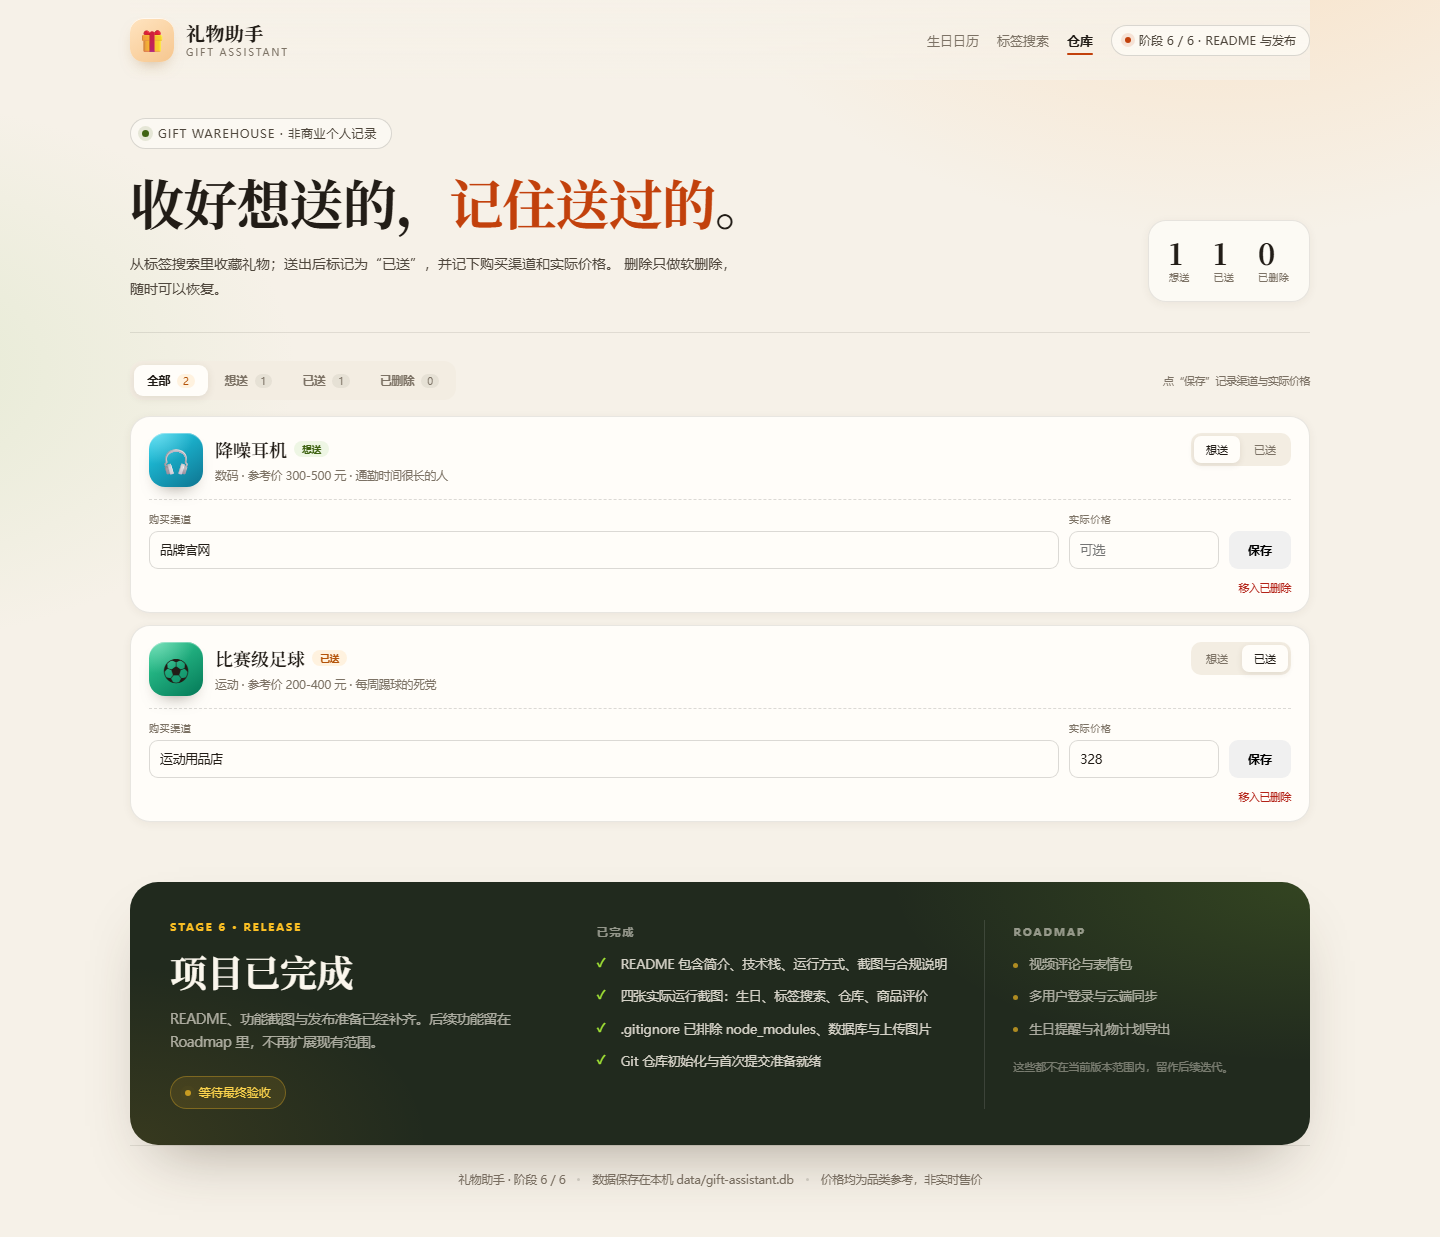 礼物助手
GIFT ASSISTANT
生日日历 标签搜索 仓库 阶段 6 / 6 · README 与发布
GIFT WAREHOUSE · 非商业个人记录
收好想送的，记住送过的。
从标签搜索里收藏礼物；送出后标记为“已送”，并记下购买渠道和实际价格。 删除只做软删除，
随时可以恢复。
1 1 0
想送 已送 已删除
全部 2 想送 1 已送 1 已删除 0
点“保存”记录渠道与实际价格
降噪耳机 想送
想送 已送
数码 · 参考价 300-500 元 · 通勤时间很长的人
购买渠道 实际价格
品牌官网 可选 保存
移入已删除
比赛级足球 已送
想送 已送
运动 · 参考价 200-400 元 · 每周踢球的死党
购买渠道 实际价格
运动用品店 328 保存
移入已删除
STAGE 6 • RELEASE
项目已完成
README、功能截图与发布准备已经补齐。后续功能留在
Roadmap 里，不再扩展现有范围。
等待最终验收
已完成
✓ README 包含简介、技术栈、运行方式、截图与合规说明
✓ 四张实际运行截图：生日、标签搜索、仓库、商品评价
✓ .gitignore 已排除 node_modules、数据库与上传图片
✓ Git 仓库初始化与首次提交准备就绪
ROADMAP
视频评论与表情包
多用户登录与云端同步
生日提醒与礼物计划导出
这些都不在当前版本范围内，留作后续迭代。
礼物助手 · 阶段 6 / 6 · 数据保存在本机 data/gift-assistant.db · 价格均为品类参考，非实时售价